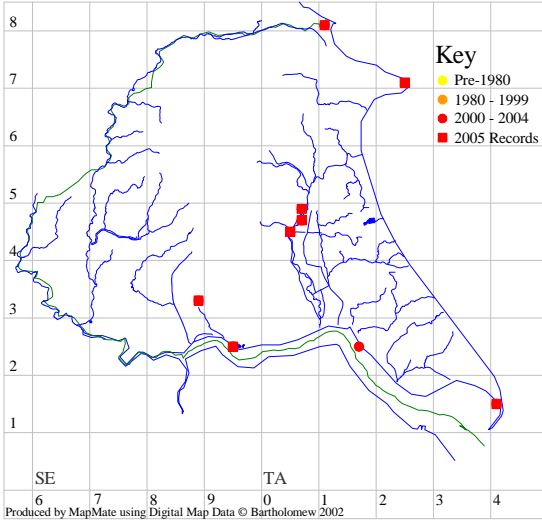 8
7
6
5
4
3
2
1
Key
Pre-1980
1980 - 1999
2000 - 2004
2005 Records
SE TA
6 7 8 9 0 1 2 3 4
Produced by MapMate using Digital Map Data © Bartholomew 2002